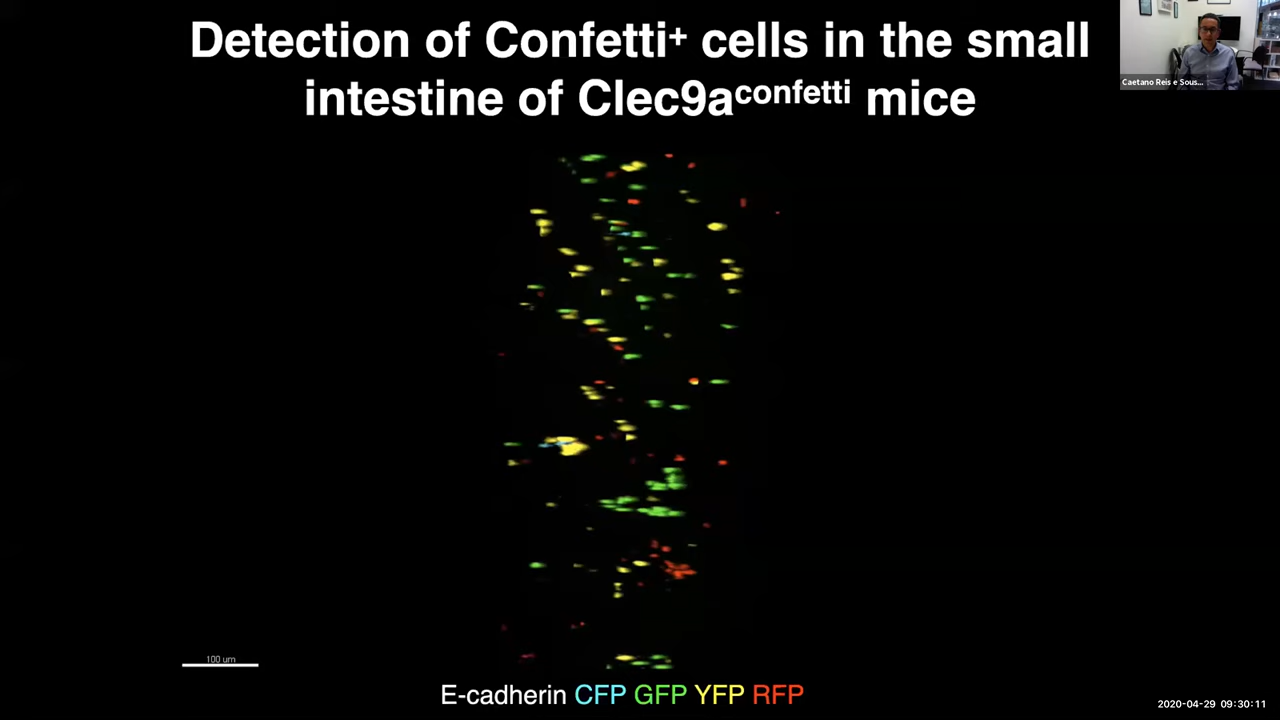 Detection of Confetti⁺ cells in the small
intestine of Clec9aᶜᵒⁿᶠᵉᵗᵗⁱ mice
Caetano Reis e Sous...
100 um
E-cadherin CFP GFP YFP RFP
2020-04-29 09:30:11